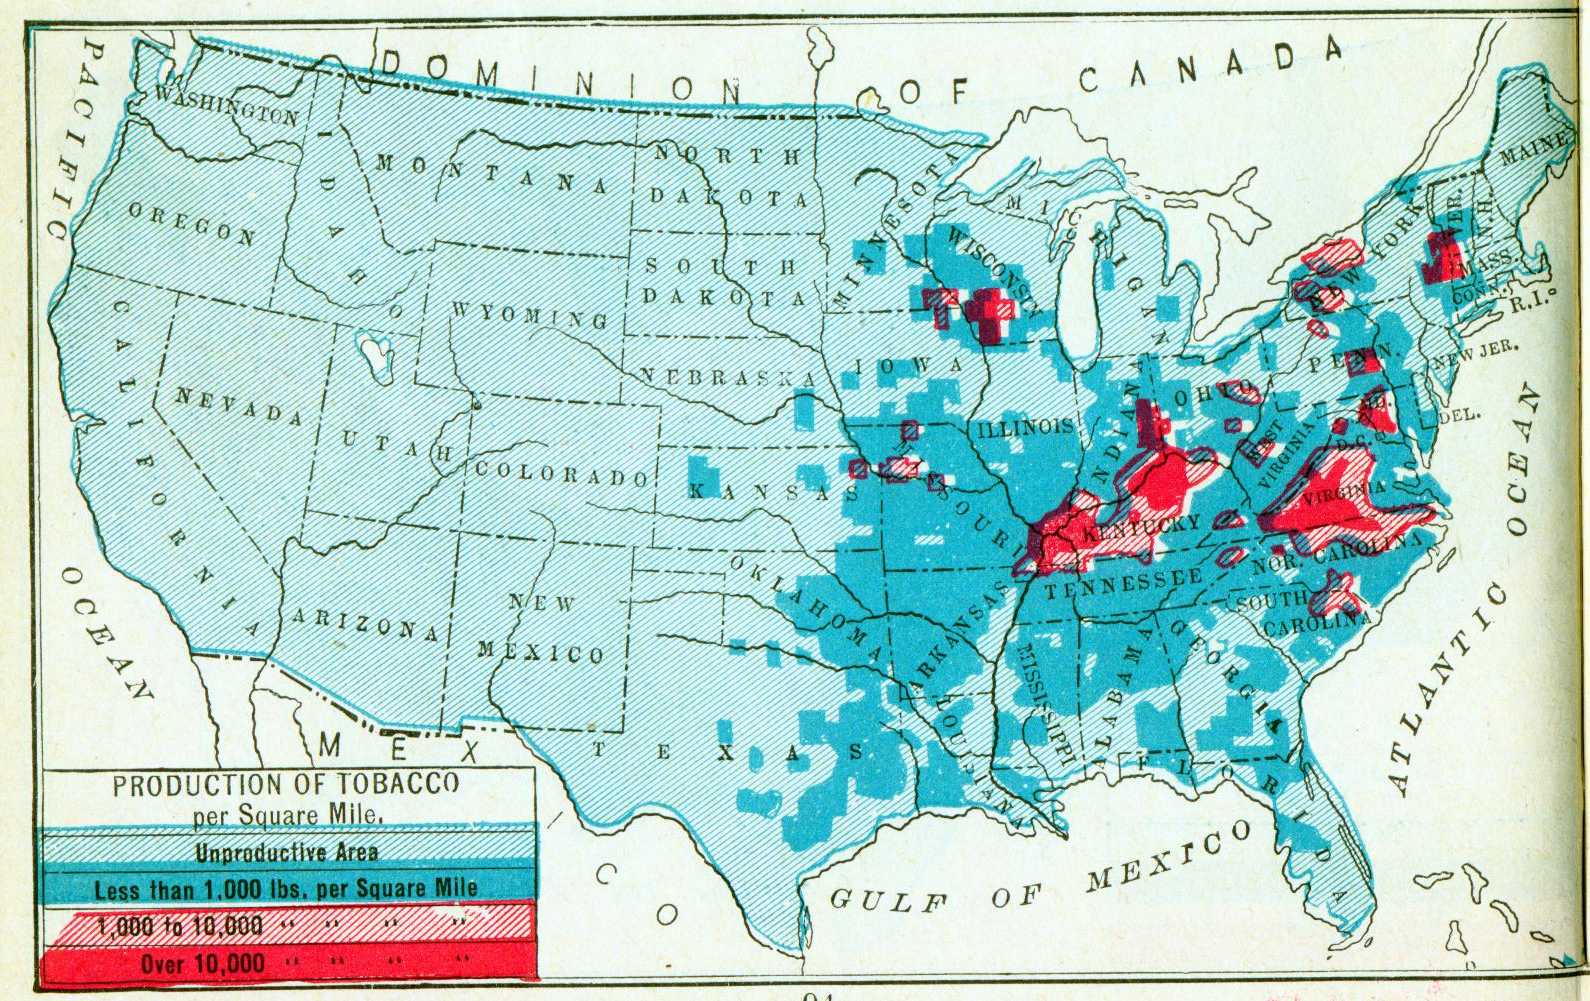 DOMINION OF CANADA
PACIFIC
OCEAN
WASHINGTON
OREGON
IDAHO
MONTANA
NORTH
DAKOTA
SOUTH
DAKOTA
WYOMING
NEBRASKA
CALIFORNIA
NEVADA
UTAH
COLORADO
KANSAS
ARIZONA
NEW
MEXICO
OKLAHOMA
TEXAS
MINNESOTA
WISCONSIN
MICHIGAN
IOWA
ILLINOIS
INDIANA
OHIO
MISSOURI
KENTUCKY
TENNESSEE
ARKANSAS
LOUISIANA
MISSISSIPPI
ALABAMA
GEORGIA
FLORIDA
SOUTH
CAROLINA
NOR. CAROLINA
VIRGINIA
WEST
VIRGINIA
D.C.
MD.
DEL.
PENN.
NEW JER.
NEW YORK
VER.
N.H.
MAINE
MASS.
CONN.
R.I.
ATLANTIC OCEAN
GULF OF MEXICO
MEXICO
PRODUCTION OF TOBACCO
per Square Mile.
Unproductive Area
Less than 1,000 lbs. per Square Mile
1,000 to 10,000 " " " "
Over 10,000 " " " "